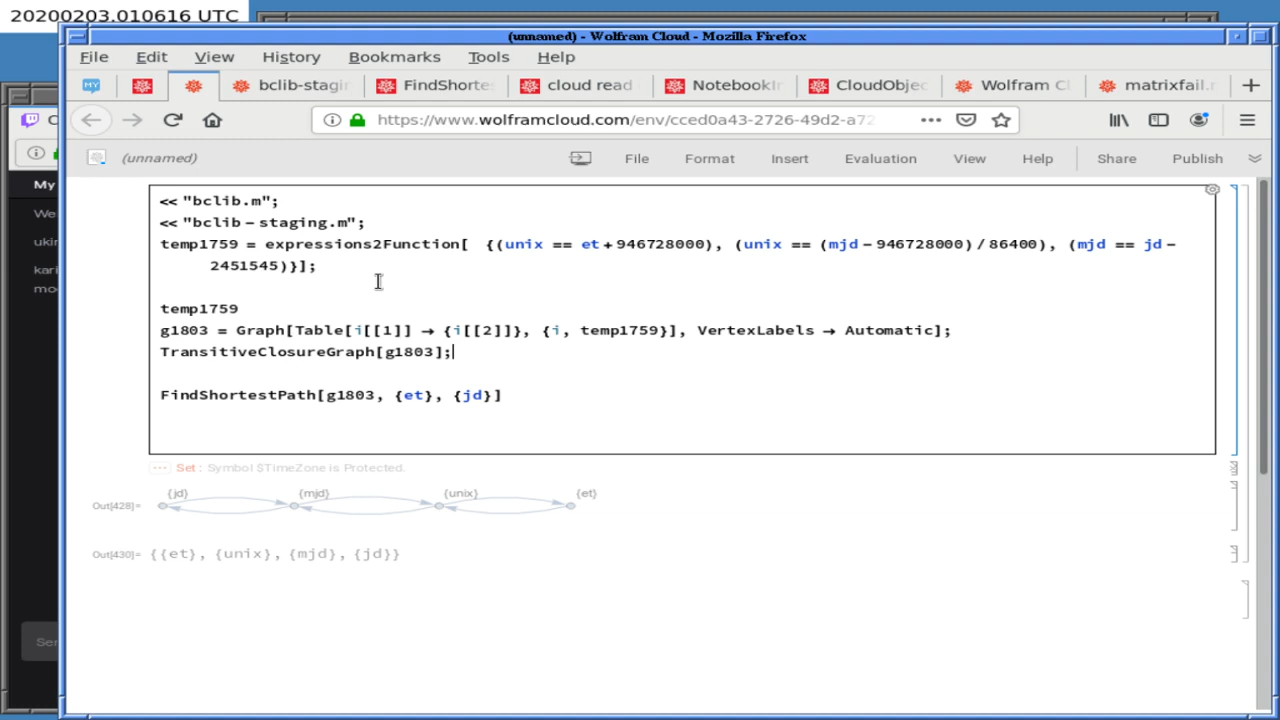 20200203.010616 UTC
(unnamed) - Wolfram Cloud - Mozilla Firefox
File Edit View History Bookmarks Tools Help
MY bclib-stagi FindShorte cloud read NotebookIn CloudObjec Wolfram Cl matrixfail.
https://www.wolframcloud.com/env/cced0a43-2726-49d2-a72
(unnamed) File Format Insert Evaluation View Help Share Publish
My
We
ukir
kari
mo
Ser
<< "bclib.m";
<< "bclib-staging.m";
temp1759 = expressions2Function[ {(unix == et+946728000), (unix == (mjd-946728000)/86400), (mjd == jd-
2451545)}];
temp1759
g1803 = Graph[Table[i[[1]] → {i[[2]]}, {i, temp1759}], VertexLabels → Automatic];
TransitiveClosureGraph[g1803];
FindShortestPath[g1803, {et}, {jd}]
··· Set: Symbol $TimeZone is Protected.
{jd} {mjd} {unix} {et}
Out[428]=
Out[430]= {{et}, {unix}, {mjd}, {jd}}